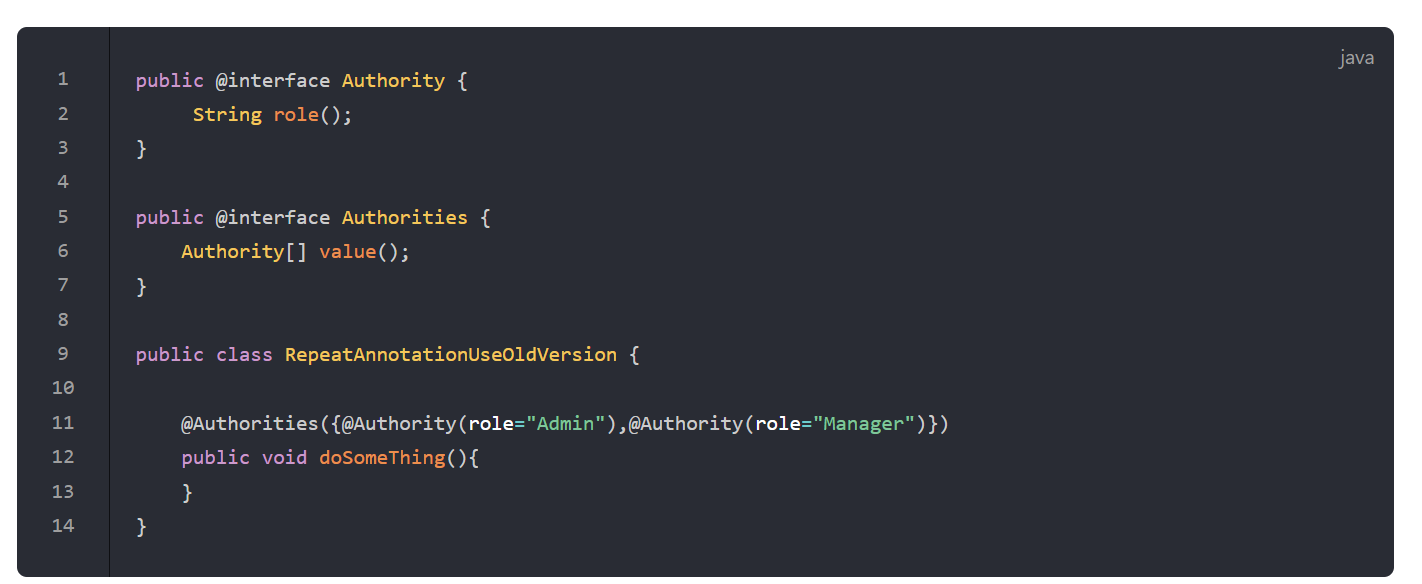 java
1 public @interface Authority {
2      String role();
3 }
4
5 public @interface Authorities {
6     Authority[] value();
7 }
8
9 public class RepeatAnnotationUseOldVersion {
10
11     @Authorities({@Authority(role="Admin"),@Authority(role="Manager")})
12     public void doSomeThing(){
13     }
14 }